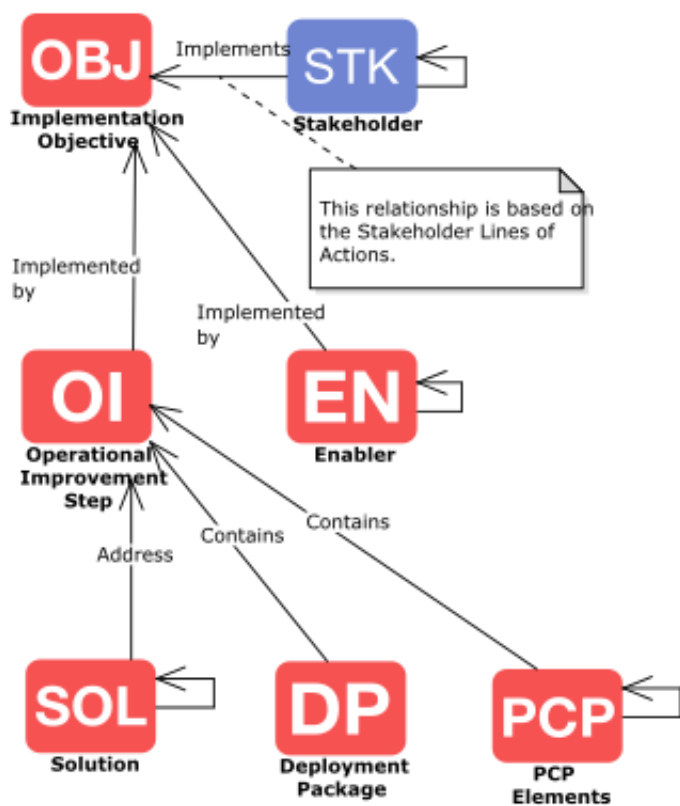 OBJ
Implements
STK
Implementation
Objective
Stakeholder
This relationship is based on
the Stakeholder Lines of
Actions.
Implemented
by
Implemented
by
OI
EN
Operational
Improvement
Step
Enabler
Contains
Contains
Address
SOL
DP
PCP
Solution
Deployment
Package
PCP
Elements